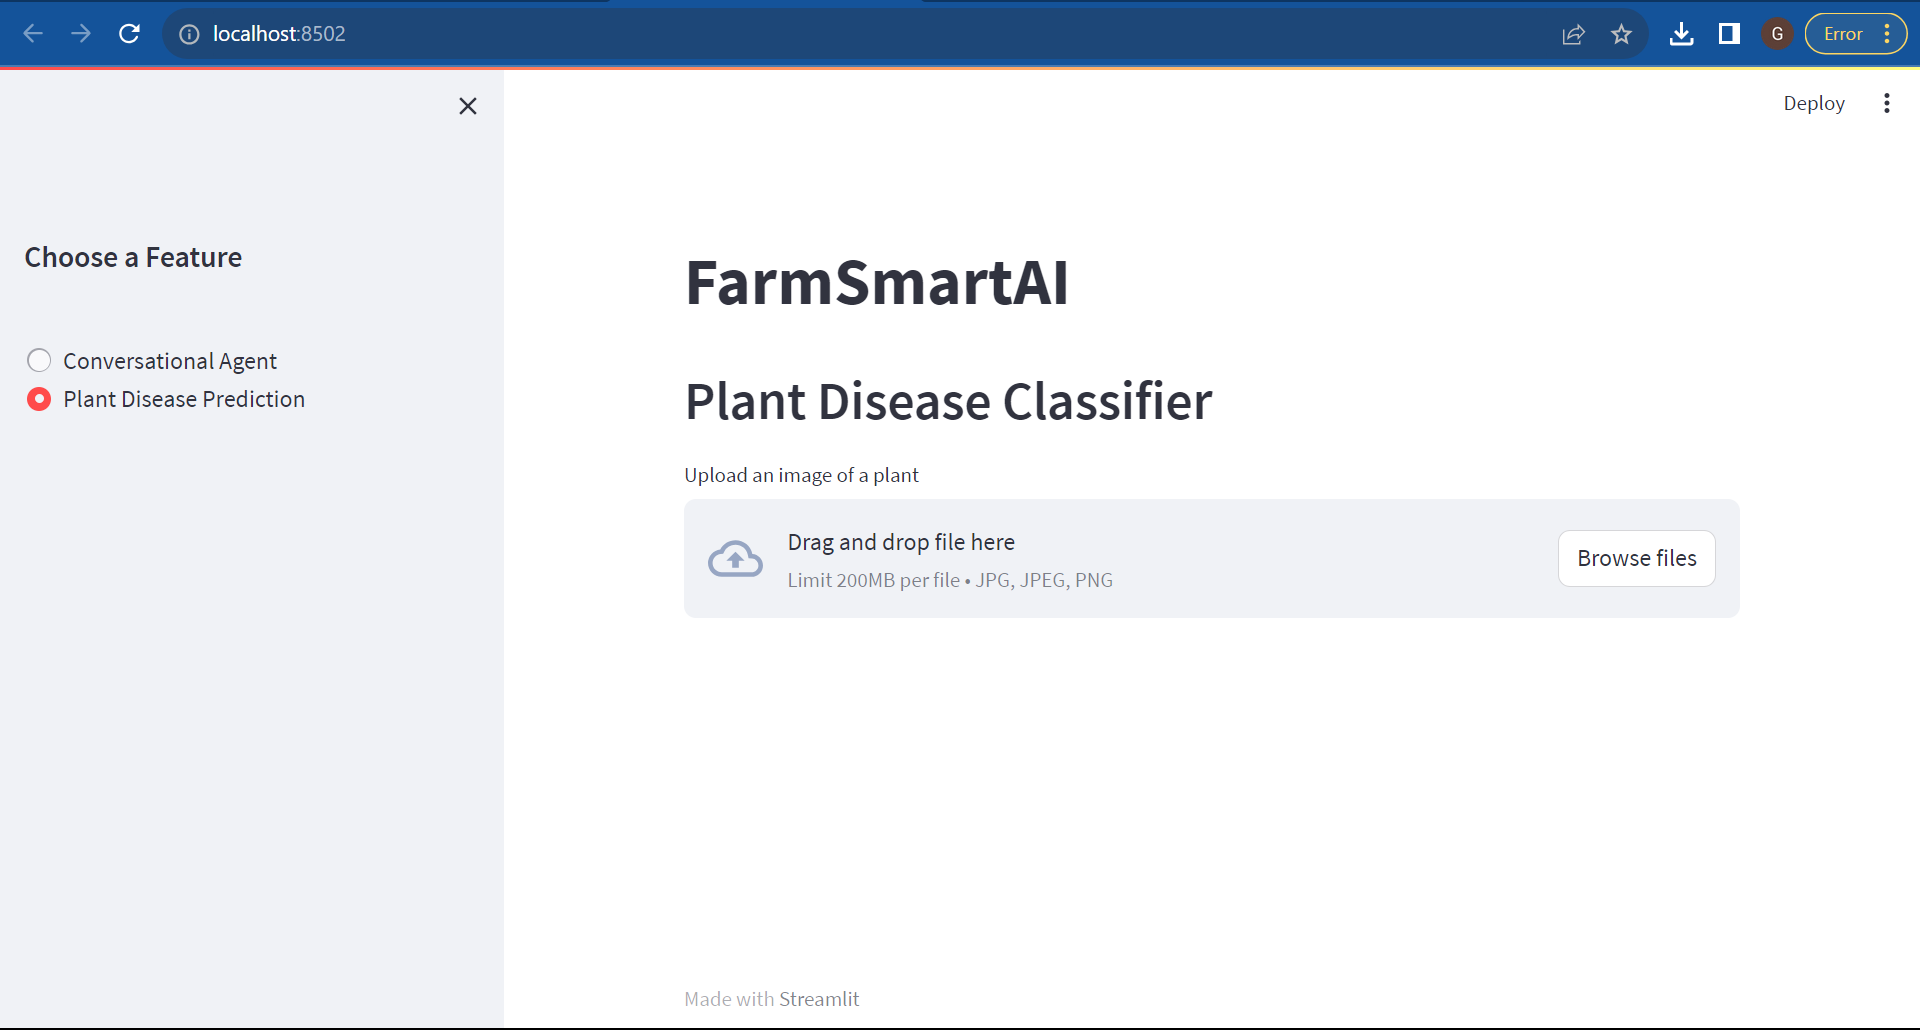 localhost:8502
G
Error
Deploy
Choose a Feature
Conversational Agent
Plant Disease Prediction
FarmSmartAI
Plant Disease Classifier
Upload an image of a plant
Drag and drop file here
Limit 200MB per file • JPG, JPEG, PNG
Browse files
Made with Streamlit